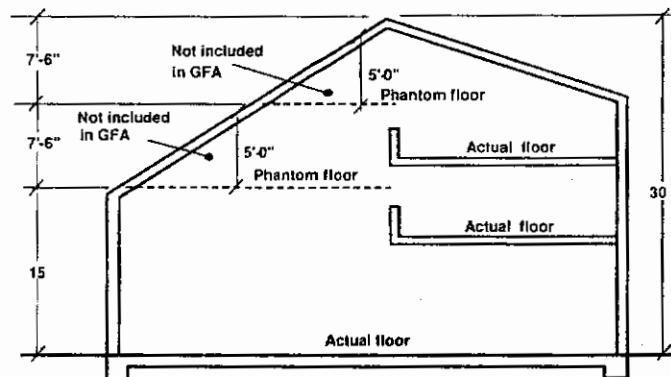 7'-6"
Not included
in GFA
5'-0"
Phantom floor
Not included
in GFA
7'-6"
5'-0"
Actual floor
Phantom floor
30
Actual floor
15
Actual floor